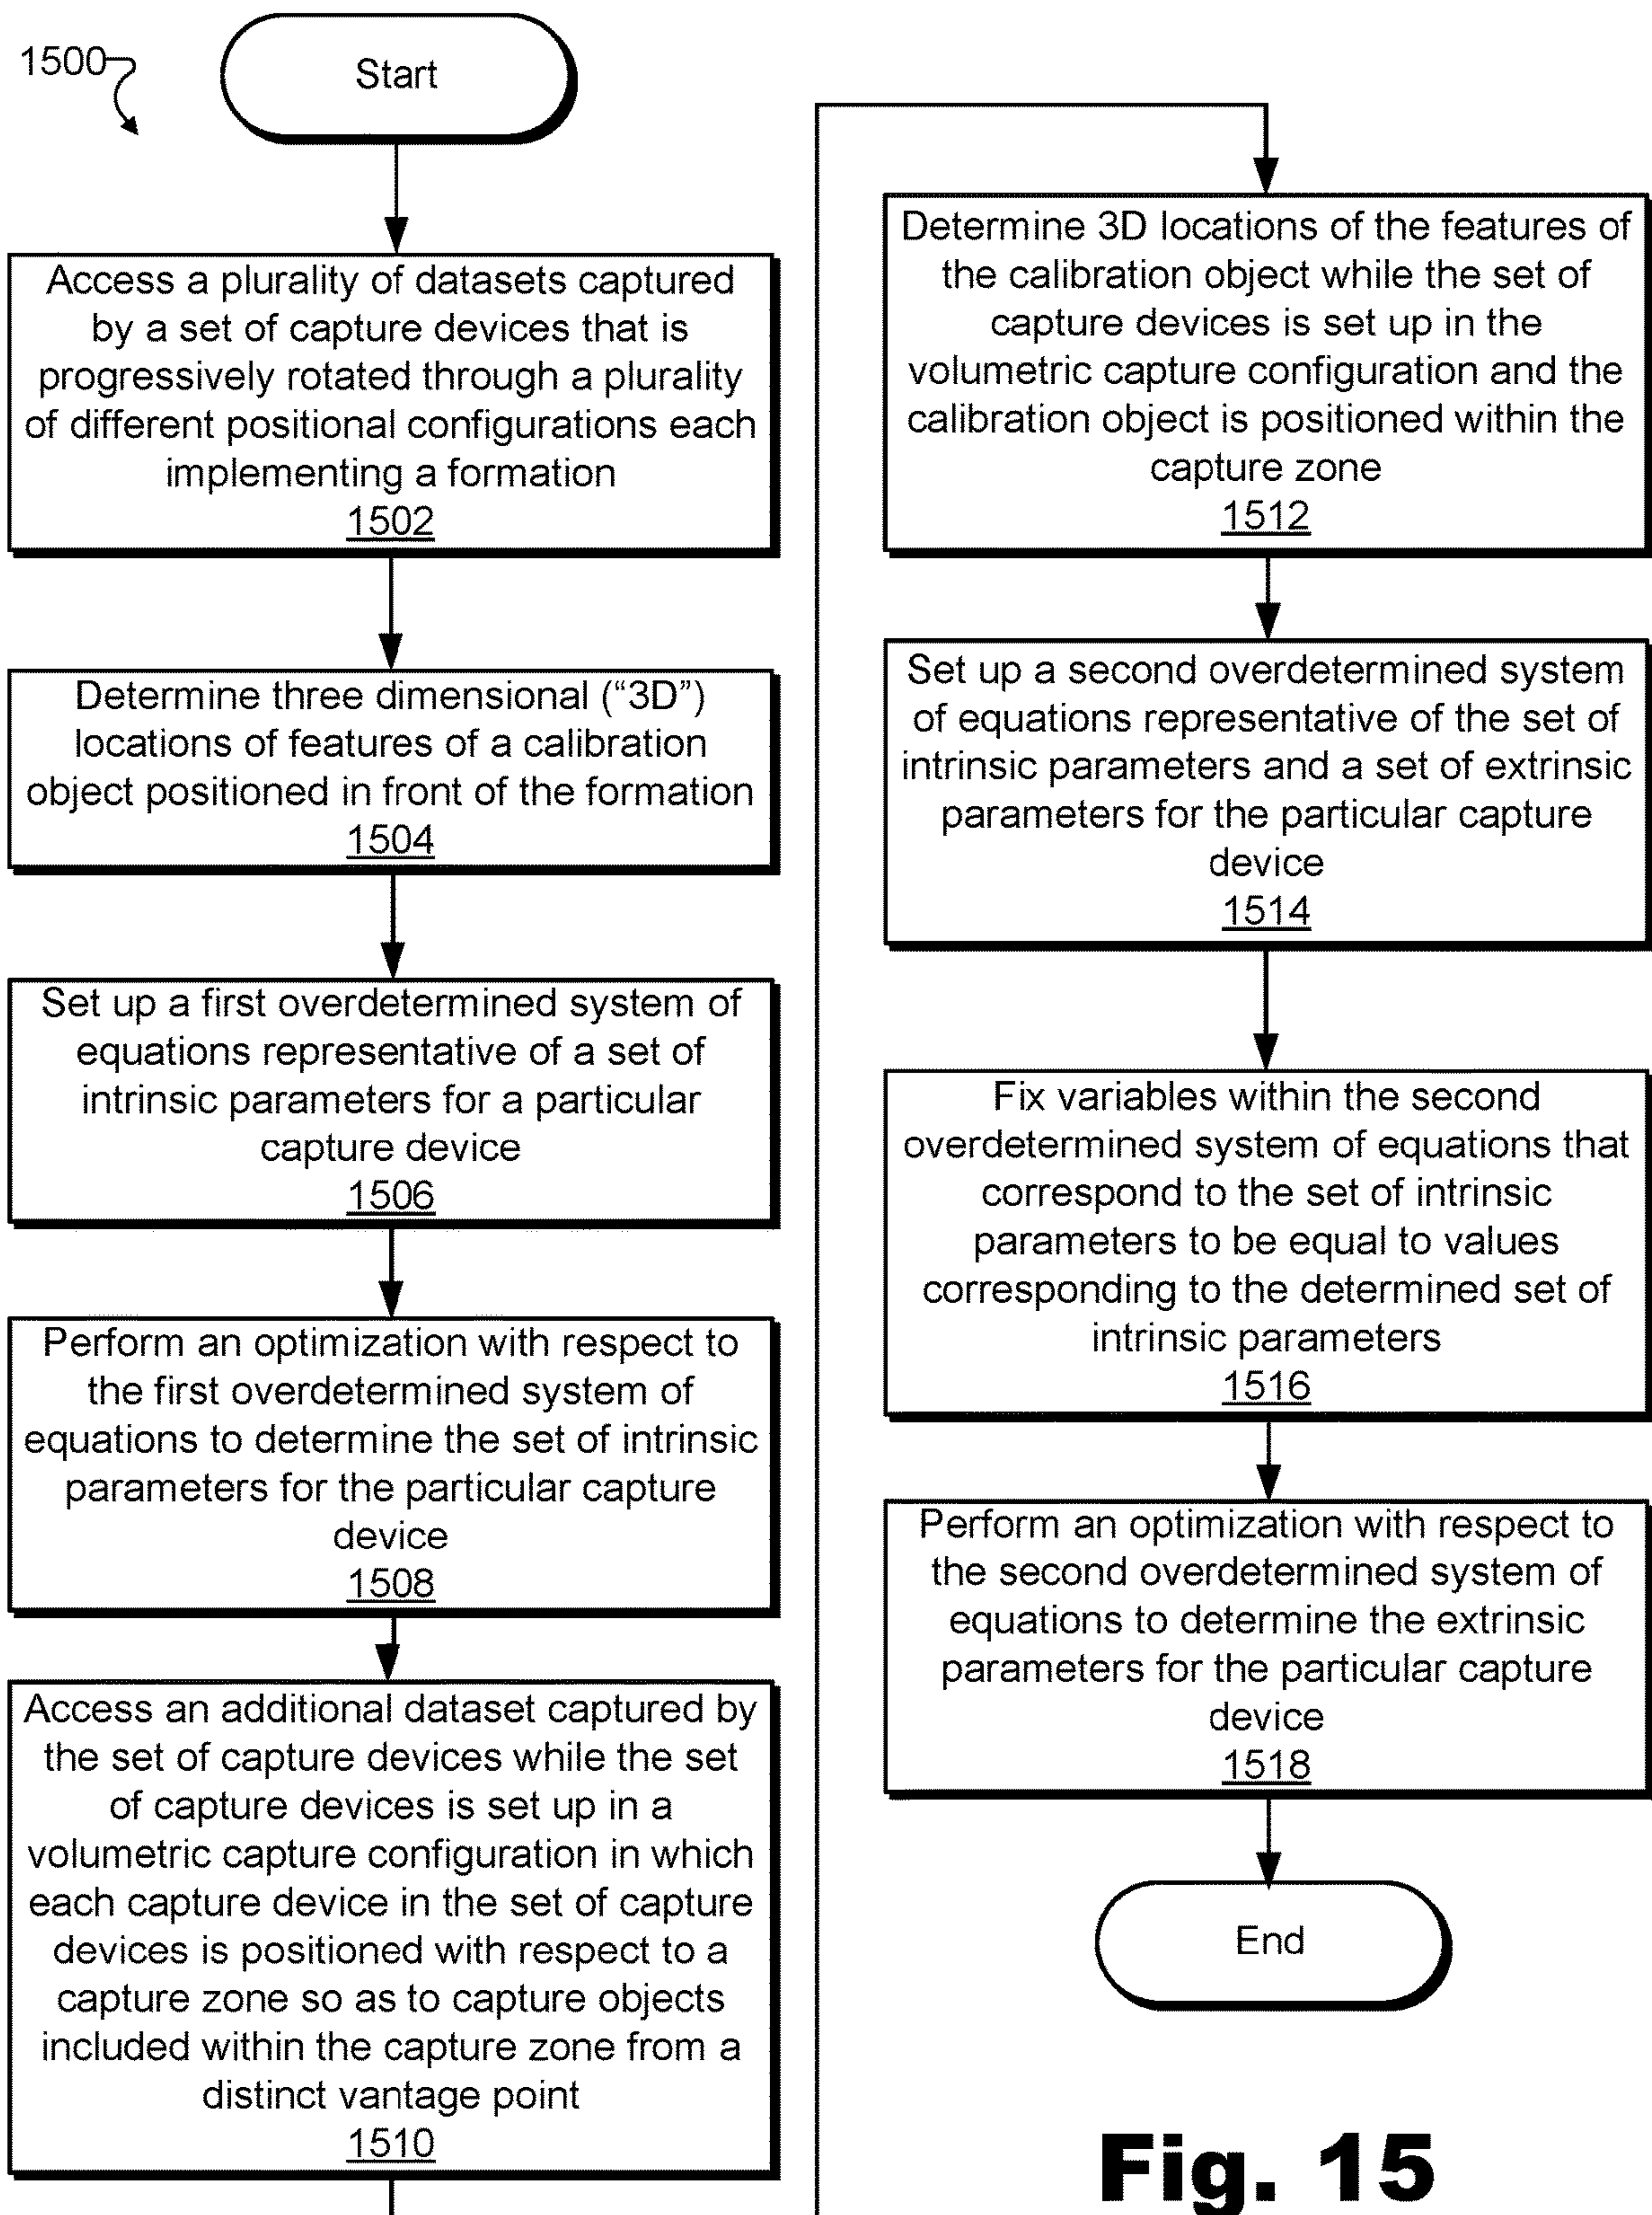 1500
Start
Access a plurality of datasets captured
by a set of capture devices that is
progressively rotated through a plurality
of different positional configurations each
implementing a formation
1502
Determine three dimensional (“3D”)
locations of features of a calibration
object positioned in front of the formation
1504
Set up a first overdetermined system of
equations representative of a set of
intrinsic parameters for a particular
capture device
1506
Perform an optimization with respect to
the first overdetermined system of
equations to determine the set of intrinsic
parameters for the particular capture
device
1508
Access an additional dataset captured by
the set of capture devices while the set
of capture devices is set up in a
volumetric capture configuration in which
each capture device in the set of capture
devices is positioned with respect to a
capture zone so as to capture objects
included within the capture zone from a
distinct vantage point
1510
Determine 3D locations of the features of
the calibration object while the set of
capture devices is set up in the
volumetric capture configuration and the
calibration object is positioned within the
capture zone
1512
Set up a second overdetermined system
of equations representative of the set of
intrinsic parameters and a set of extrinsic
parameters for the particular capture
device
1514
Fix variables within the second
overdetermined system of equations that
correspond to the set of intrinsic
parameters to be equal to values
corresponding to the determined set of
intrinsic parameters
1516
Perform an optimization with respect to
the second overdetermined system of
equations to determine the extrinsic
parameters for the particular capture
device
1518
End
Fig. 15